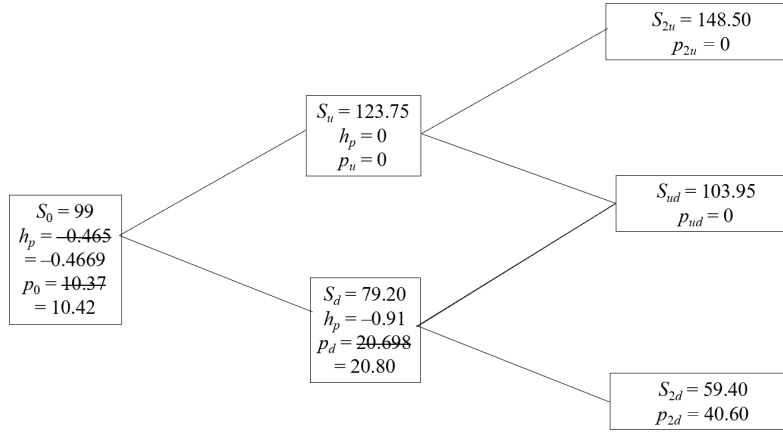 S₂ᵤ = 148.50
p₂ᵤ = 0
Sᵤ = 123.75
hₚ = 0
pᵤ = 0
S₀ = 99
hₚ = –0.465
= –0.4669
p₀ = 10.37
= 10.42
Sᵤd = 103.95
pᵤd = 0
Sd = 79.20
hₚ = –0.91
pd = 20.698
= 20.80
S₂d = 59.40
p₂d = 40.60